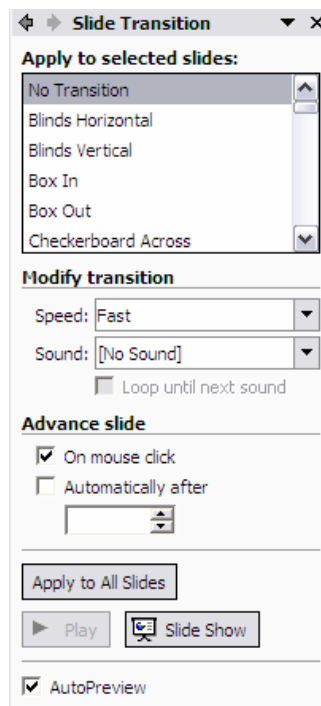 Slide Transition
Apply to selected slides:
No Transition
Blinds Horizontal
Blinds Vertical
Box In
Box Out
Checkerboard Across
Modify transition
Speed: Fast
Sound: [No Sound]
Loop until next sound
Advance slide
On mouse click
Automatically after
Apply to All Slides
Play Slide Show
AutoPreview